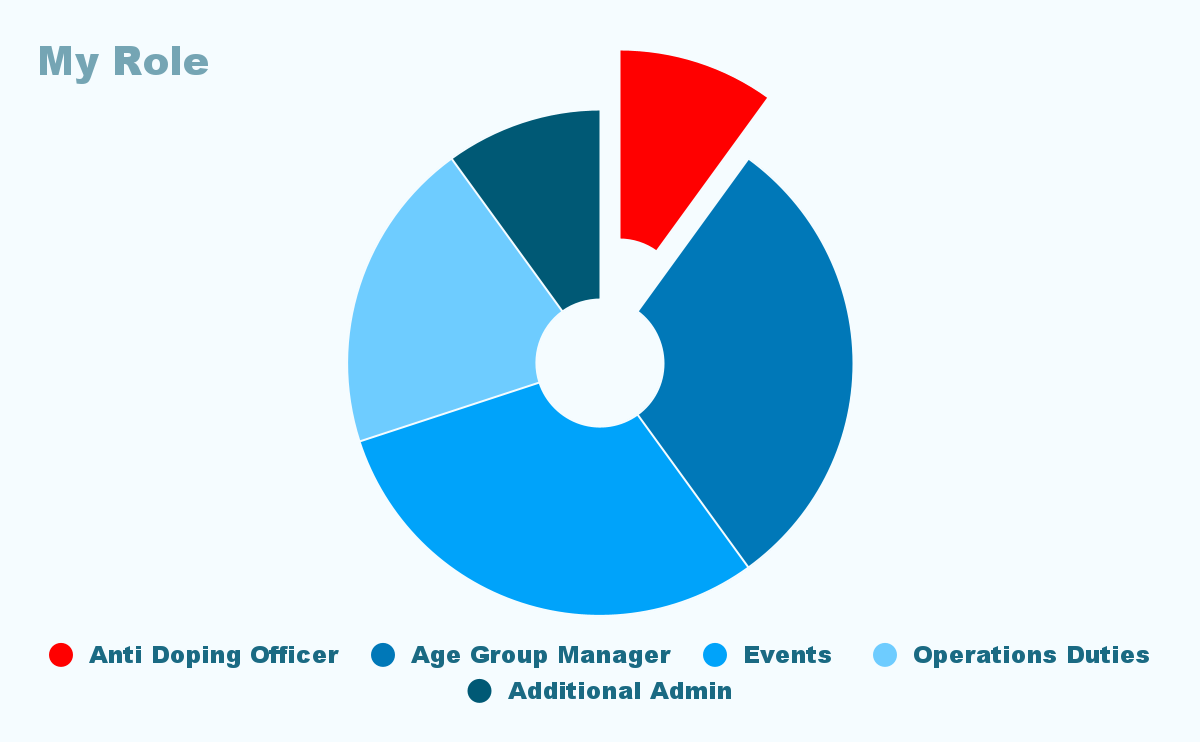 My Role
Anti Doping Officer Age Group Manager Events Operations Duties
Additional Admin